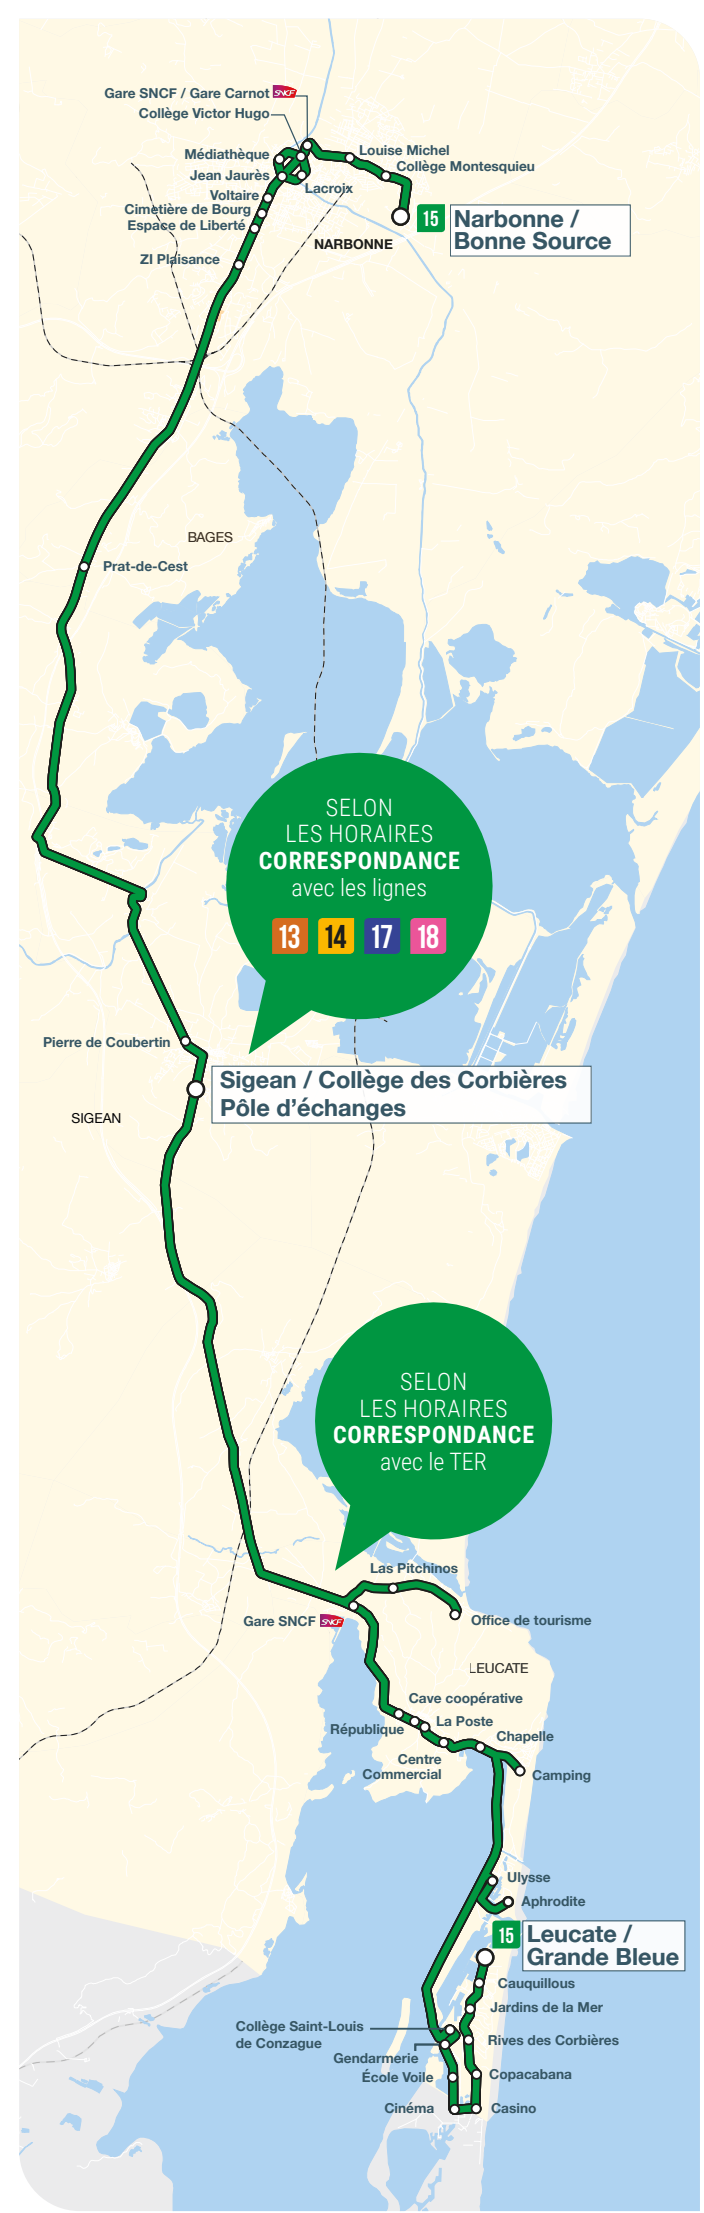 Gare SNCF / Gare Carnot SNCF
Collège Victor Hugo
Médiathèque
Louise Michel
Collège Montesquieu
Jean Jaurès
Lacroix
Voltaire
Cimetière de Bourg
Espace de Liberté
15 Narbonne /
Bonne Source
NARBONNE
ZI Plaisance
BAGES
Prat-de-Cest
SELON
LES HORAIRES
CORRESPONDANCE
avec les lignes
13 14 17 18
Pierre de Coubertin
Sigean / Collège des Corbières
Pôle d'échanges
SIGEAN
SELON
LES HORAIRES
CORRESPONDANCE
avec le TER
Las Pitchinos
Gare SNCF SNCF
Office de tourisme
LEUCATE
Cave coopérative
La Poste
République
Chapelle
Centre
Commercial
Camping
Ulysse
Aphrodite
15 Leucate /
Grande Bleue
Cauquillous
Jardins de la Mer
Collège Saint-Louis
de Conzague
Rives des Corbières
Gendarmerie
École Voile
Copacabana
Cinéma
Casino